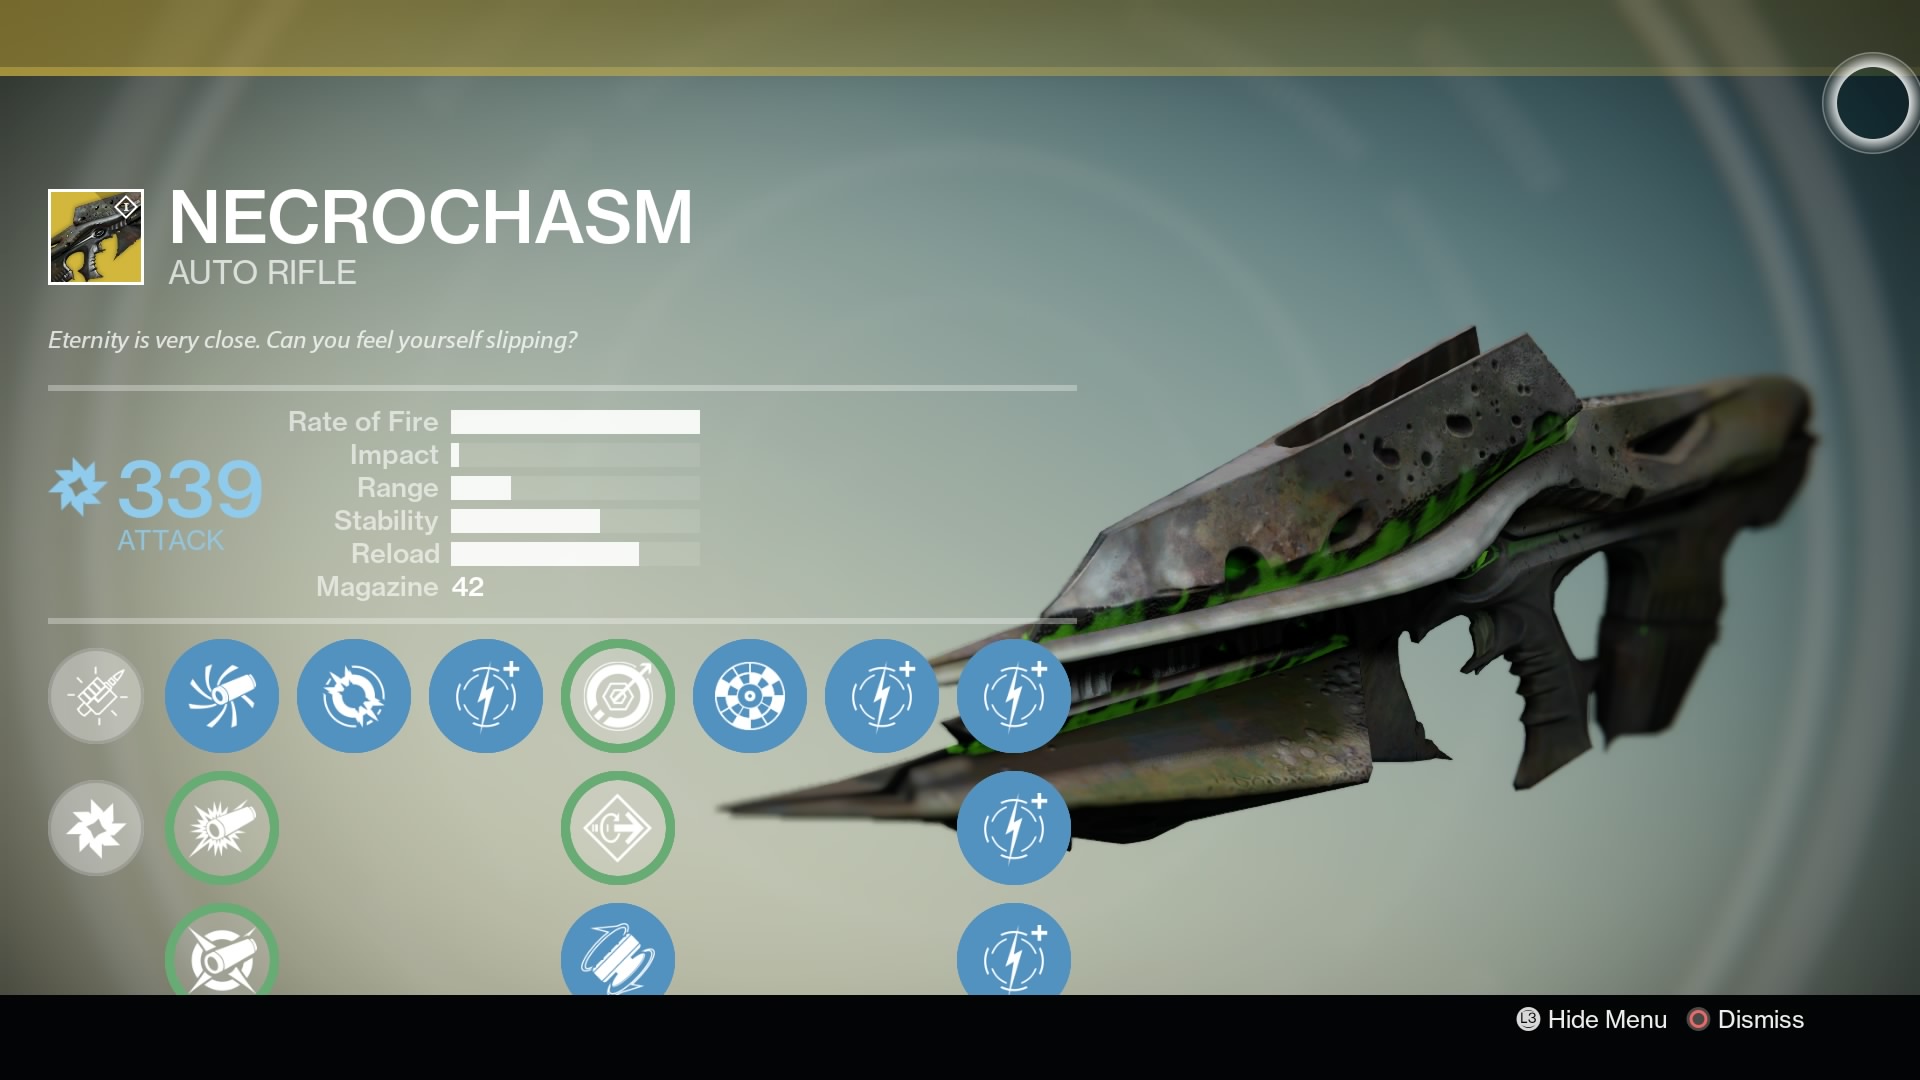 NECROCHASM
AUTO RIFLE
Eternity is very close. Can you feel yourself slipping?
339
ATTACK
Rate of Fire
Impact
Range
Stability
Reload
Magazine 42
L3 Hide Menu Dismiss